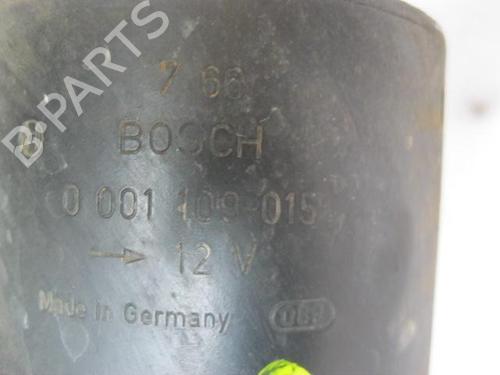 B PARTS
7 66
BOSCH
0 001 109 015
→ 12 V
Made in Germany